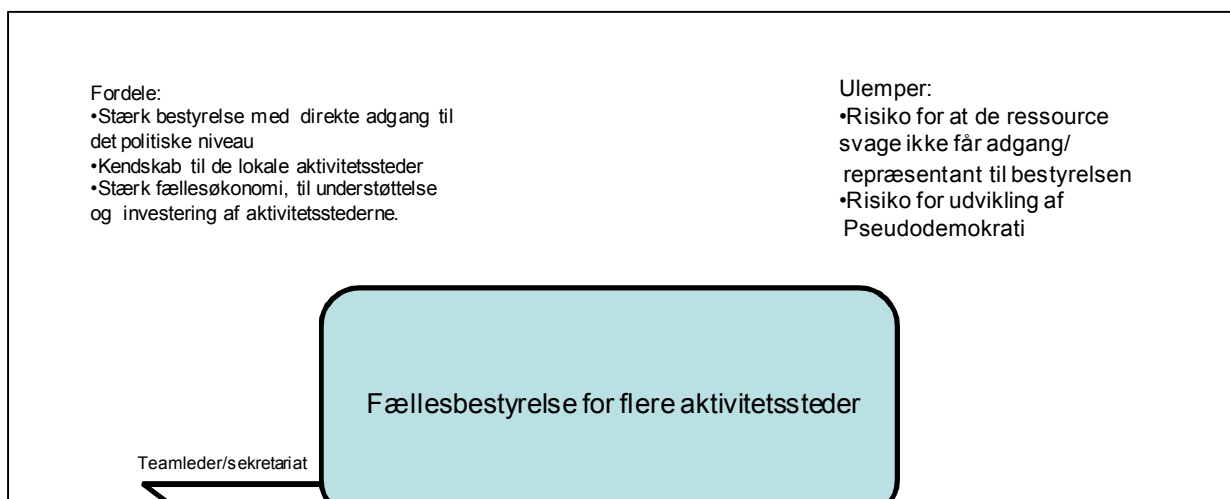 Fordele:
•Stærk bestyrelse med direkte adgang til
det politiske niveau
•Kendskab til de lokale aktivitetssteder
•Stærk fællesøkonomi, til understøttelse
og investering af aktivitetsstederne.
Ulemper:
•Risiko for at de ressource
svage ikke får adgang/
repræsentant til bestyrelsen
•Risiko for udvikling af
Pseudodemokrati
Fællesbestyrelse for flere aktivitetssteder
Teamleder/sekretariat